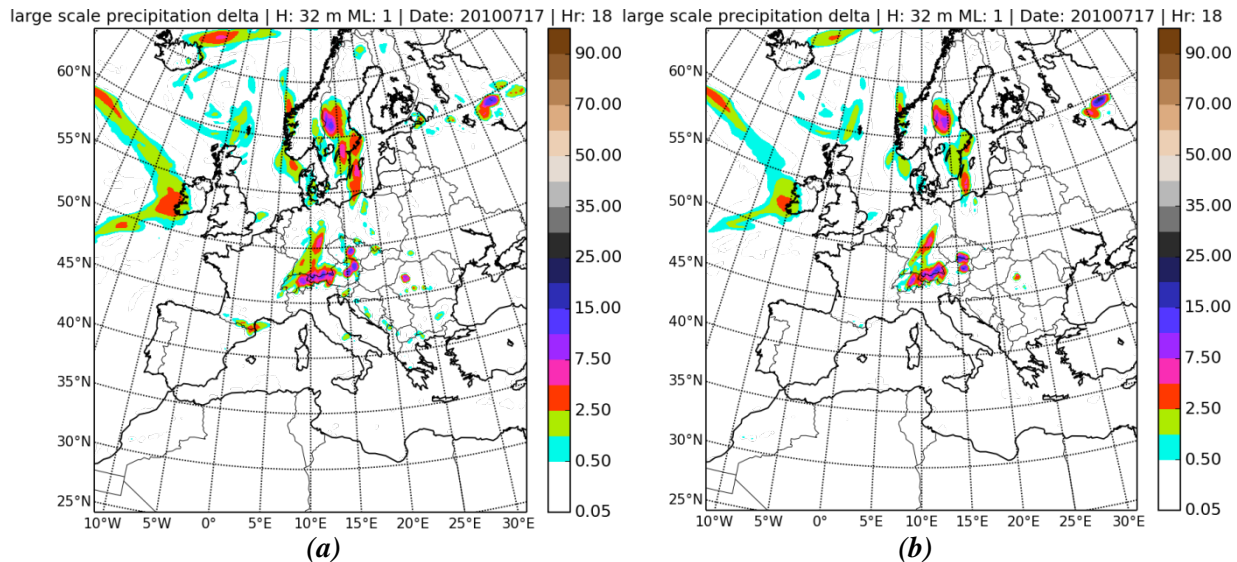 large scale precipitation delta | H: 32 m ML: 1 | Date: 20100717 | Hr: 18
60°N
55°N
50°N
45°N
40°N
35°N
30°N
25°N
10°W 5°W 0° 5°E 10°E 15°E 20°E 25°E 30°E
90.00
70.00
50.00
35.00
25.00
15.00
7.50
2.50
0.50
0.05
(a)
large scale precipitation delta | H: 32 m ML: 1 | Date: 20100717 | Hr: 18
60°N
55°N
50°N
45°N
40°N
35°N
30°N
25°N
10°W 5°W 0° 5°E 10°E 15°E 20°E 25°E 30°E
90.00
70.00
50.00
35.00
25.00
15.00
7.50
2.50
0.50
0.05
(b)